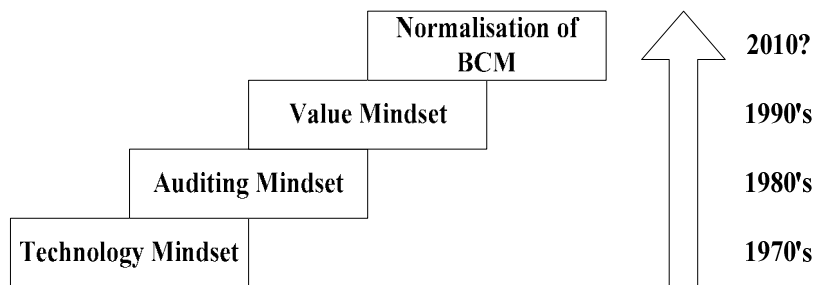 Normalisation of
BCM
2010?
Value Mindset
1990's
Auditing Mindset
1980's
Technology Mindset
1970's